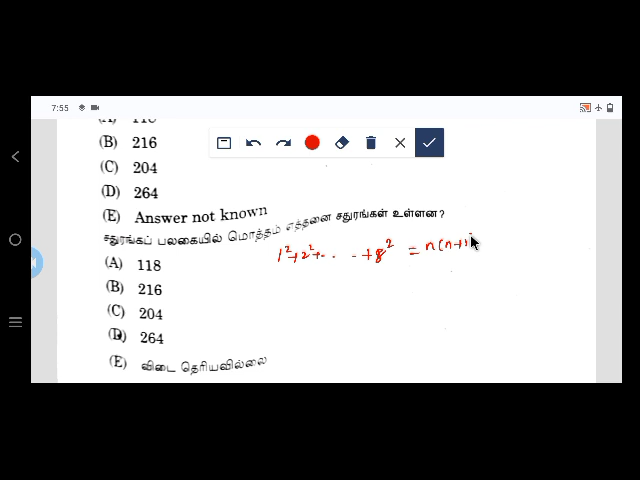 7:55
(A) 118
(B) 216
(C) 204
(D) 264
(E) Answer not known
சதுரங்கப் பலகையில் மொத்தம் எத்தனை சதுரங்கள் உள்ளன?
1²+2²+. . . +8² = n(n+1)
(A) 118
(B) 216
(C) 204
(D) 264
(E) விடை தெரியவில்லை